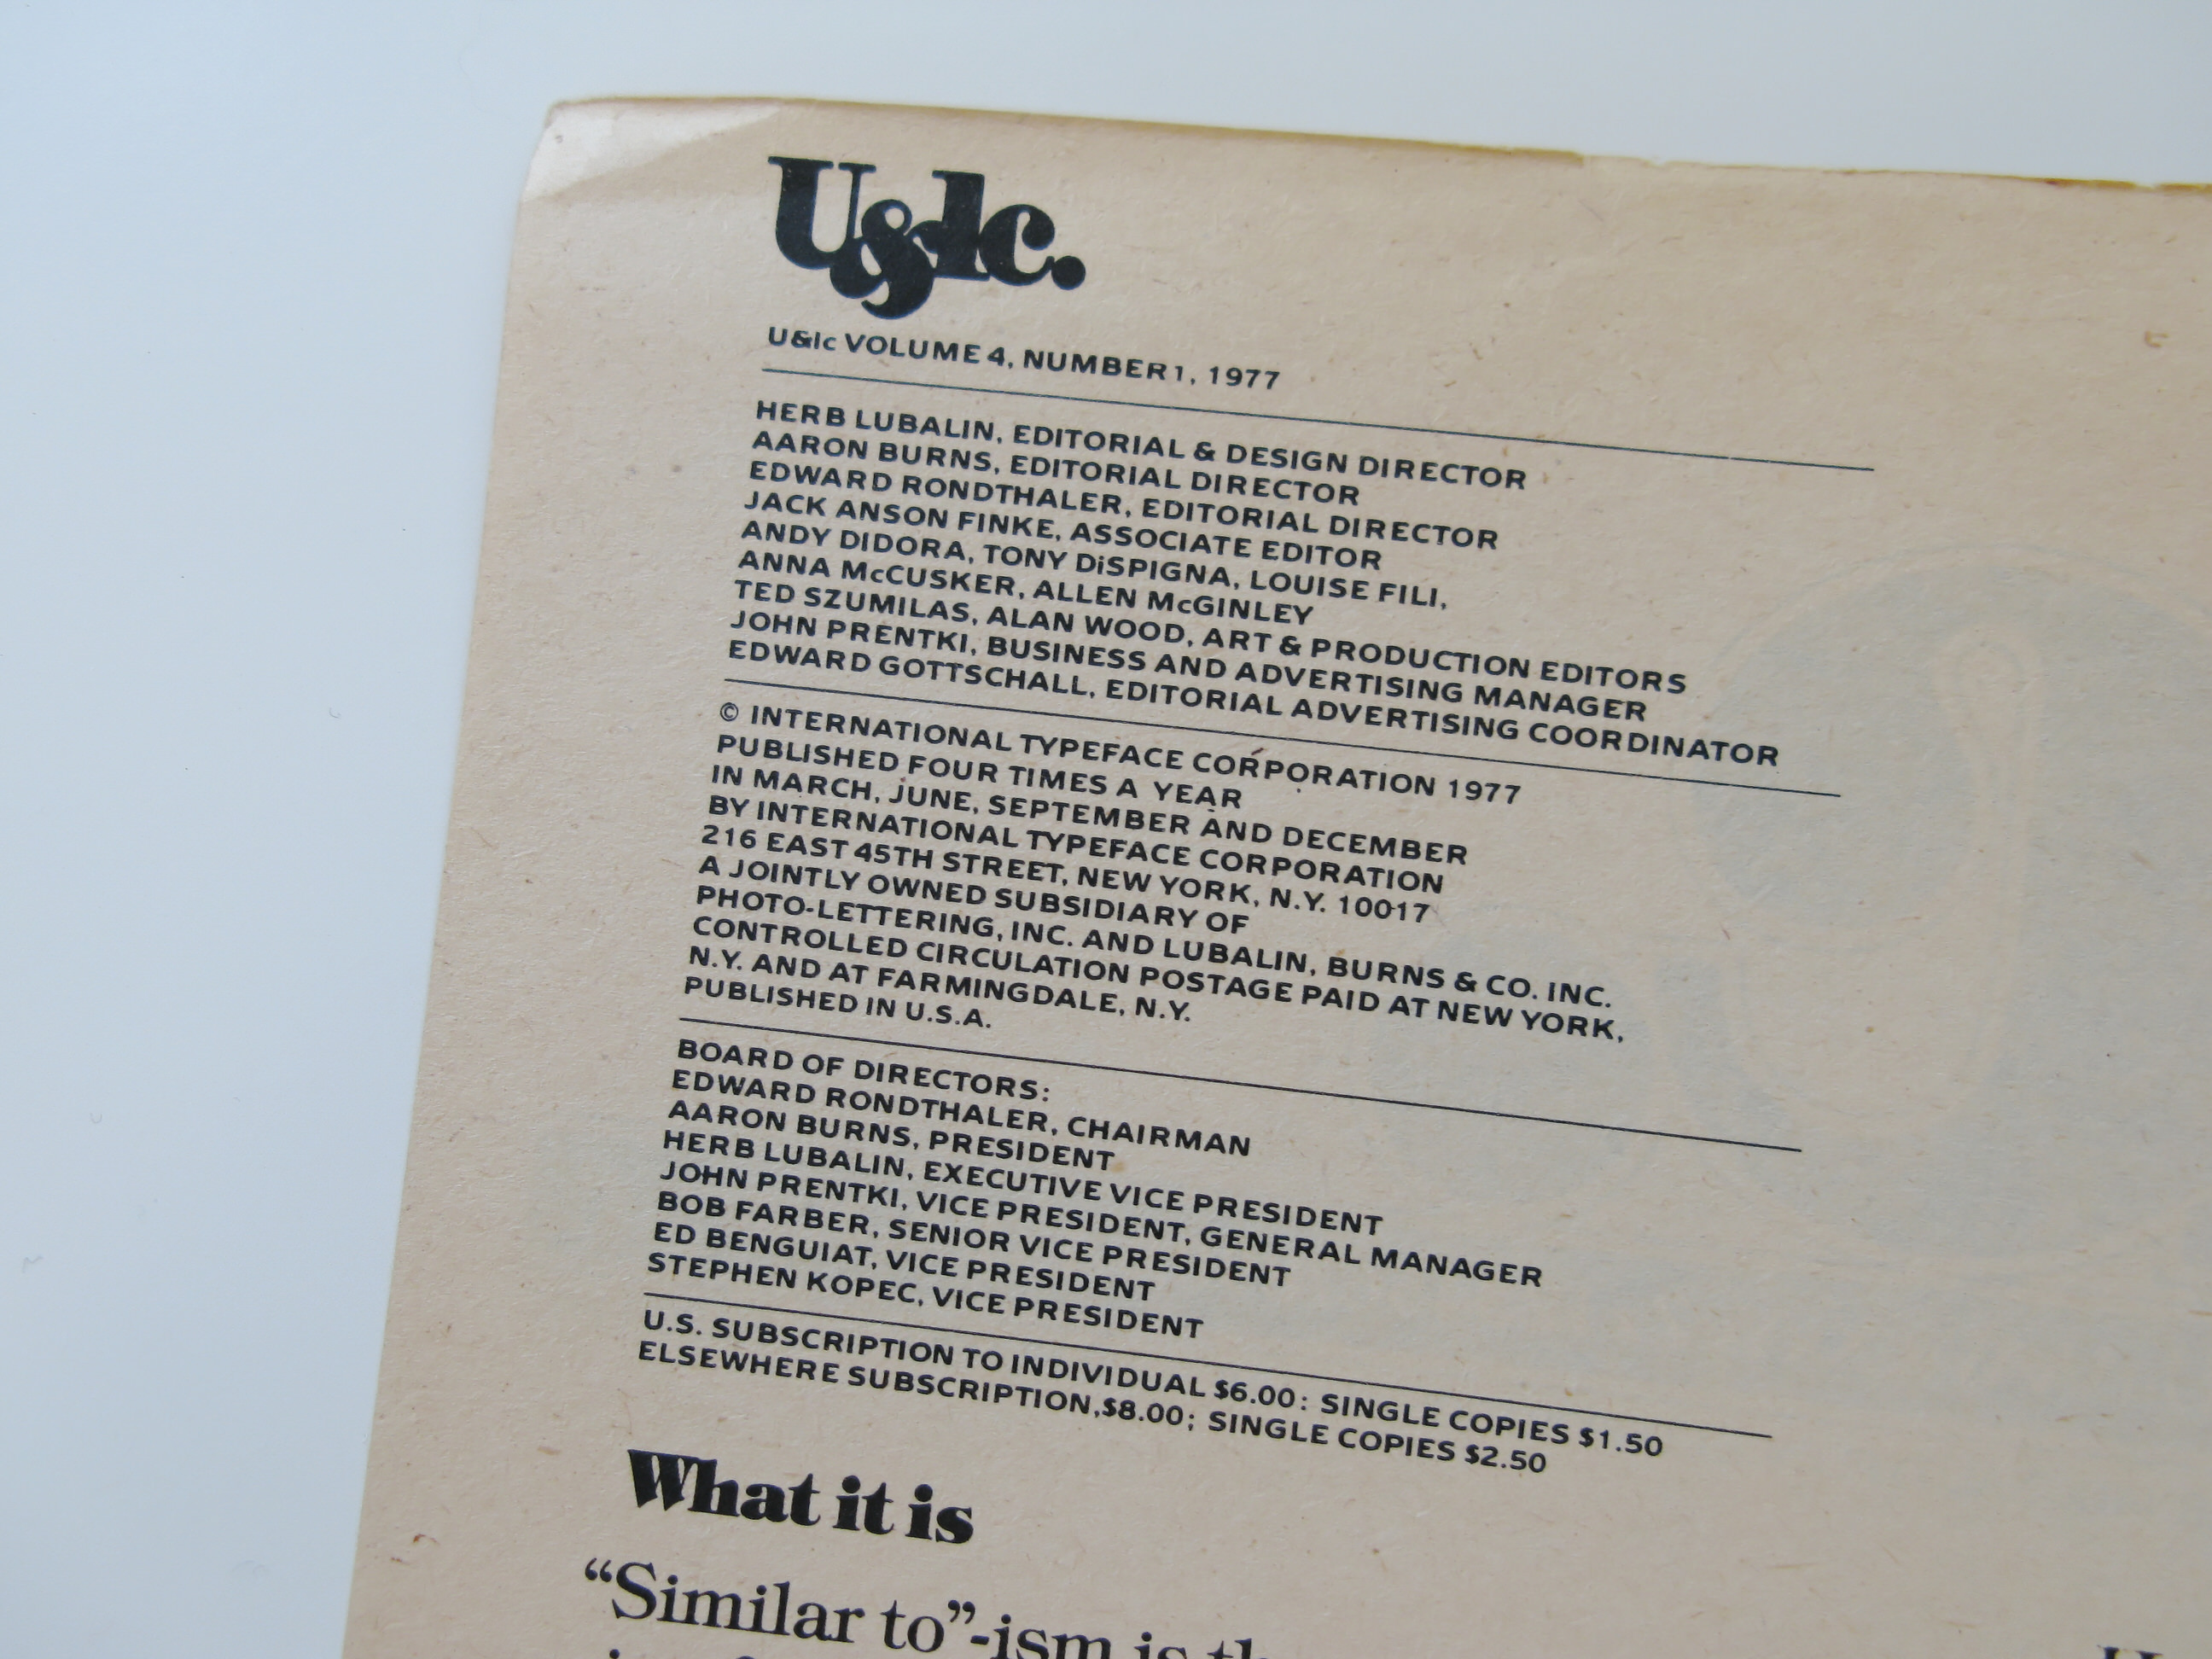 U&lc.
U&lc VOLUME 4, NUMBER 1, 1977
HERB LUBALIN, EDITORIAL & DESIGN DIRECTOR
AARON BURNS, EDITORIAL DIRECTOR
EDWARD RONDTHALER, EDITORIAL DIRECTOR
JACK ANSON FINKE, ASSOCIATE EDITOR
ANDY DIDORA, TONY DiSPIGNA, LOUISE FILI,
ANNA McCUSKER, ALLEN McGINLEY
TED SZUMILAS, ALAN WOOD, ART & PRODUCTION EDITORS
JOHN PRENTKI, BUSINESS AND ADVERTISING MANAGER
EDWARD GOTTSCHALL, EDITORIAL ADVERTISING COORDINATOR
© INTERNATIONAL TYPEFACE CORPORATION 1977
PUBLISHED FOUR TIMES A YEAR
IN MARCH, JUNE, SEPTEMBER AND DECEMBER
BY INTERNATIONAL TYPEFACE CORPORATION
216 EAST 45TH STREET, NEW YORK, N.Y. 10017
A JOINTLY OWNED SUBSIDIARY OF
PHOTO-LETTERING, INC. AND LUBALIN, BURNS & CO. INC.
CONTROLLED CIRCULATION POSTAGE PAID AT NEW YORK,
N.Y. AND AT FARMINGDALE, N.Y.
PUBLISHED IN U.S.A.
BOARD OF DIRECTORS:
EDWARD RONDTHALER, CHAIRMAN
AARON BURNS, PRESIDENT
HERB LUBALIN, EXECUTIVE VICE PRESIDENT
JOHN PRENTKI, VICE PRESIDENT, GENERAL MANAGER
BOB FARBER, SENIOR VICE PRESIDENT
ED BENGUIAT, VICE PRESIDENT
STEPHEN KOPEC, VICE PRESIDENT
U.S. SUBSCRIPTION TO INDIVIDUAL $6.00: SINGLE COPIES $1.50
ELSEWHERE SUBSCRIPTION,$8.00; SINGLE COPIES $2.50
What it is
“Similar to”-ism is